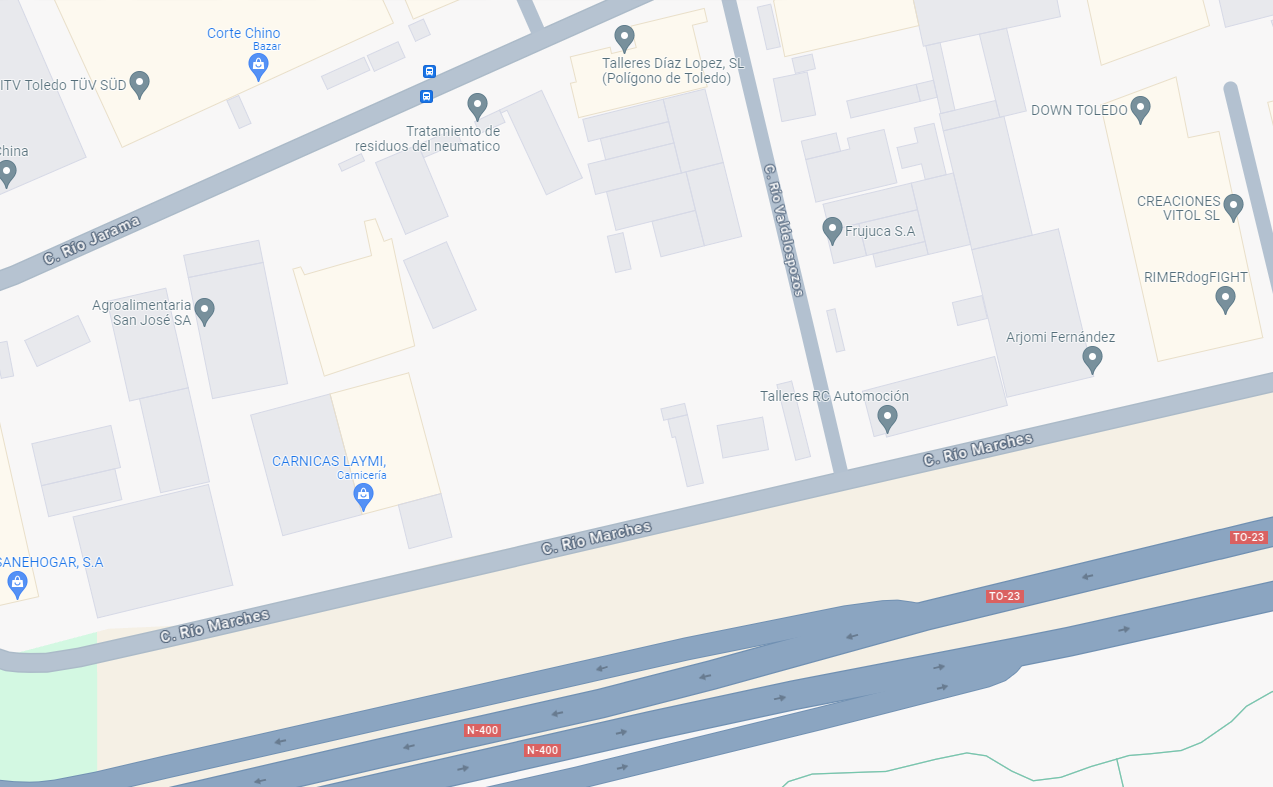 Corte Chino
Bazar
ITV Toledo TÜV SÜD
China
Talleres Díaz Lopez, SL
(Polígono de Toledo)
Tratamiento de
residuos del neumatico
DOWN TOLEDO
C. Río Jarama
C. Río Valdelospozos
CREACIONES
VITOL SL
Frujuca S.A
RIMERdogFIGHT
Agroalimentaria
San José SA
Arjomi Fernández
Talleres RC Automoción
C. Río Marches
CARNICAS LAYMI,
Carnicería
C. Río Marches
TO-23
SANEHOGAR, S.A
TO-23
C. Río Marches
N-400
N-400